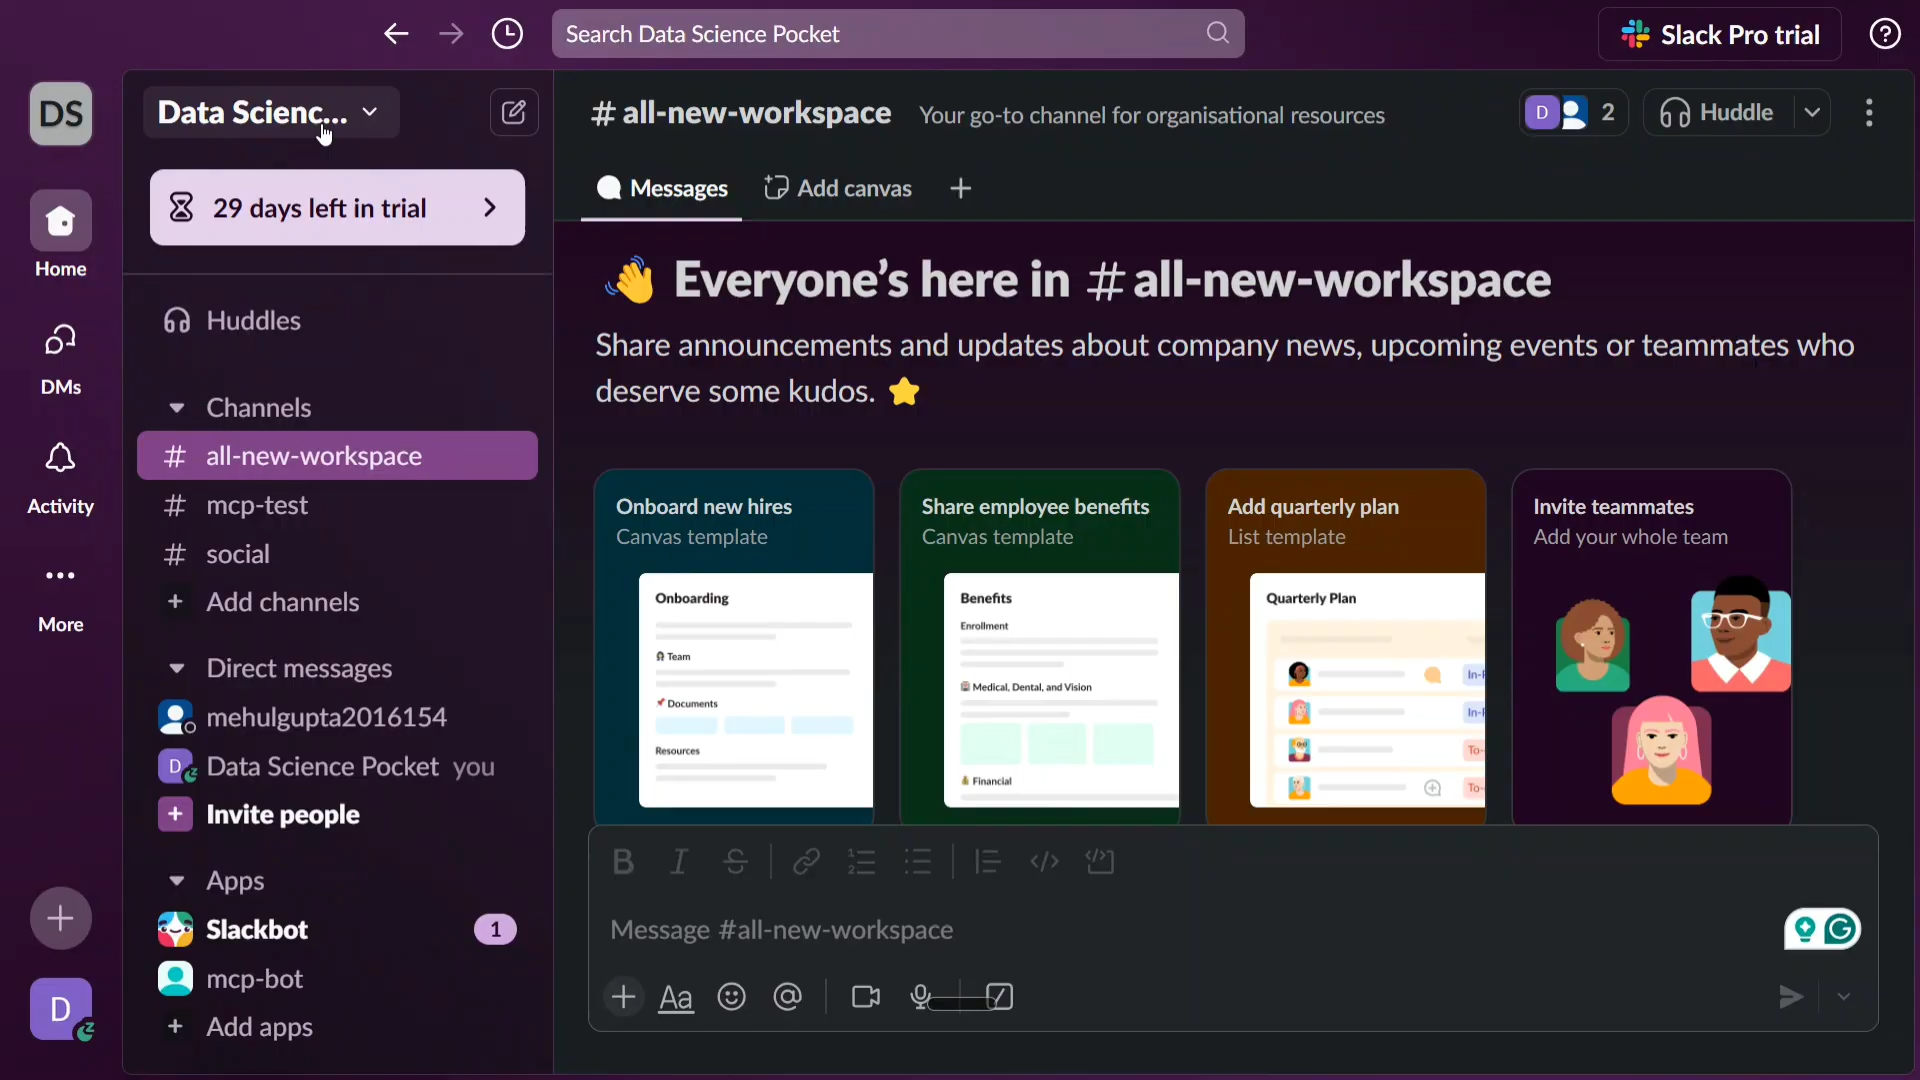 Search Data Science Pocket
Slack Pro trial
DS
Home
DMs
Activity
More
D
Data Scienc...
29 days left in trial
Huddles
Channels
# all-new-workspace
# mcp-test
# social
+ Add channels
Direct messages
mehulgupta2016154
D Data Science Pocket you
+ Invite people
Apps
Slackbot 1
mcp-bot
+ Add apps
# all-new-workspace Your go-to channel for organisational resources
D 2 Huddle
Messages Add canvas +
👋 Everyone’s here in # all-new-workspace
Share announcements and updates about company news, upcoming events or teammates who
deserve some kudos. ⭐
Onboard new hires
Canvas template
Onboarding
Team
Documents
Resources
Share employee benefits
Canvas template
Benefits
Enrollment
Medical, Dental, and Vision
Financial
Add quarterly plan
List template
Quarterly Plan
In-
In-
To-
To-
Invite teammates
Add your whole team
B I S
Message #all-new-workspace
+ Aa @